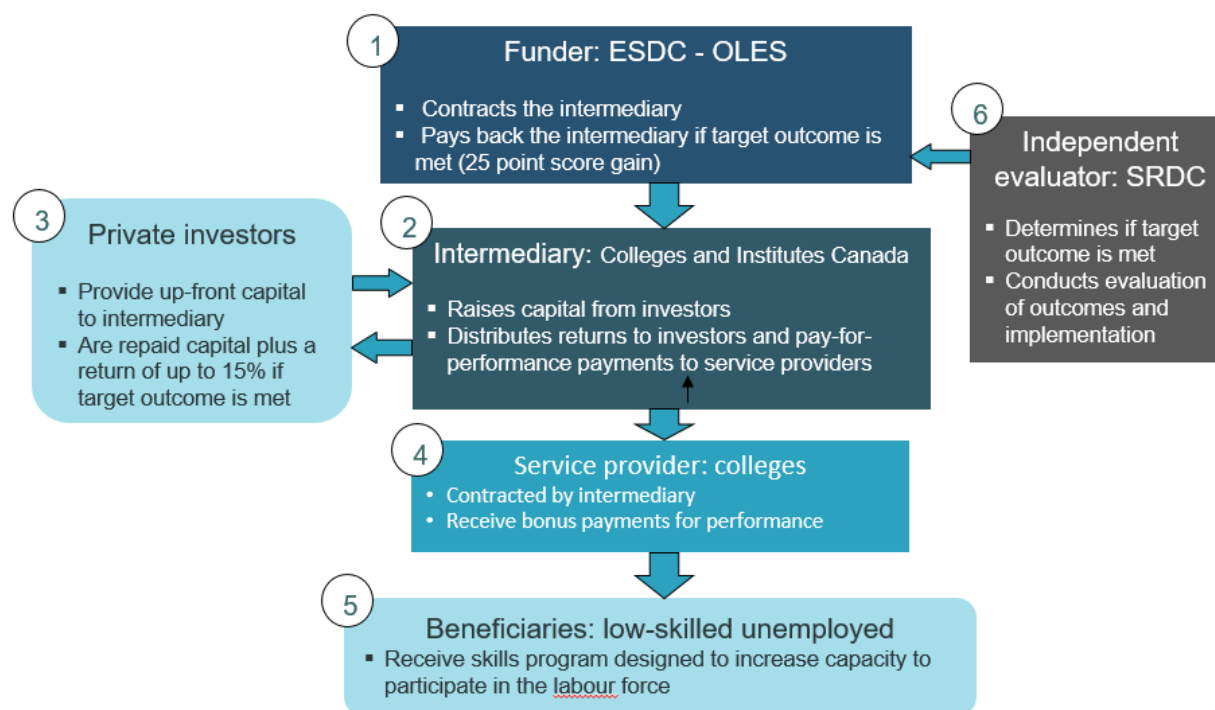 1
Funder: ESDC - OLES
▪ Contracts the intermediary
▪ Pays back the intermediary if target outcome is
met (25 point score gain)
2
Intermediary: Colleges and Institutes Canada
▪ Raises capital from investors
▪ Distributes returns to investors and pay-for-
performance payments to service providers
3
Private investors
▪ Provide up-front capital
to intermediary
▪ Are repaid capital plus a
return of up to 15% if
target outcome is met
4
Service provider: colleges
• Contracted by intermediary
• Receive bonus payments for performance
5
Beneficiaries: low-skilled unemployed
▪ Receive skills program designed to increase capacity to
participate in the labour force
6
Independent
evaluator: SRDC
▪ Determines if target
outcome is met
▪ Conducts evaluation
of outcomes and
implementation